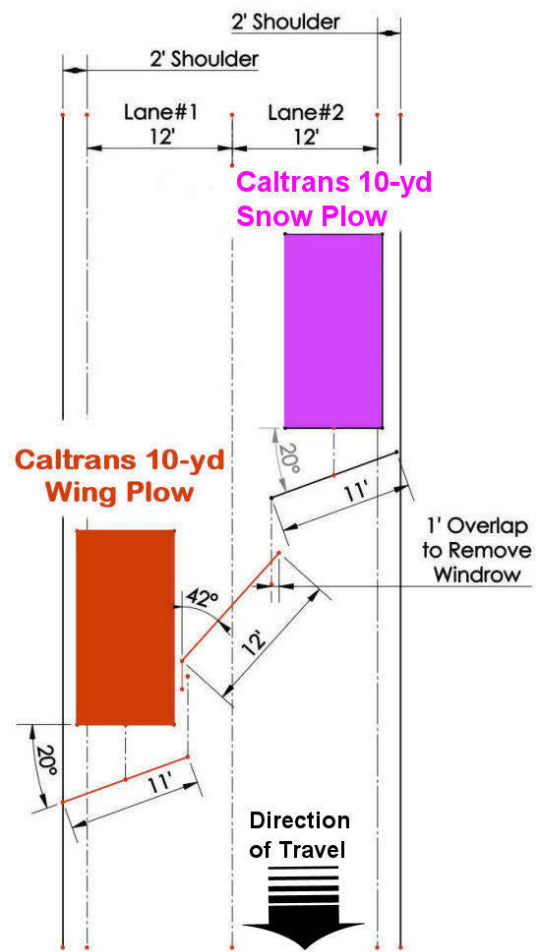 2' Shoulder
2' Shoulder
Lane#1
12'
Lane#2
12'
Caltrans 10-yd
Snow Plow
20°
11'
Caltrans 10-yd
Wing Plow
1' Overlap
to Remove
Windrow
42°
12'
20°
11'
Direction
of Travel